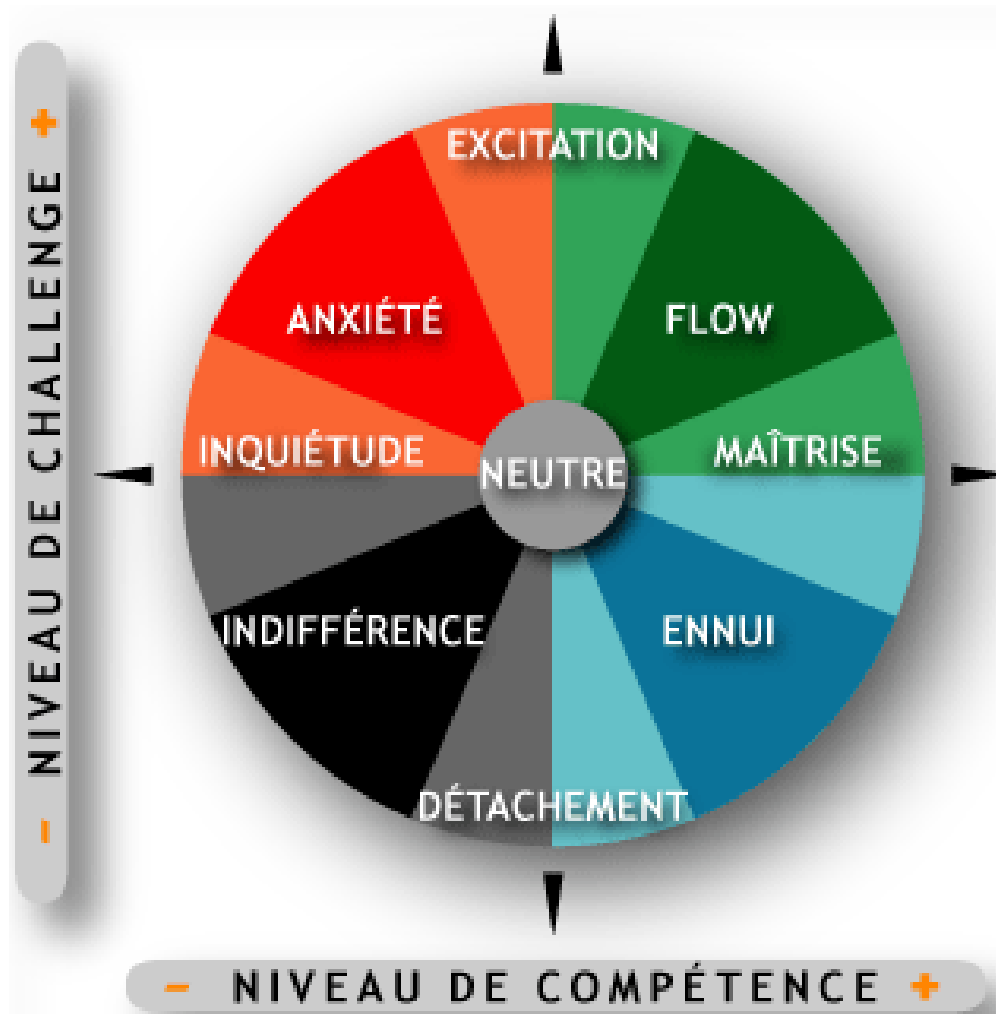 + NIVEAU DE CHALLENGE -
EXCITATION
ANXIÉTÉ
FLOW
INQUIÉTUDE
MAÎTRISE
NEUTRE
INDIFFÉRENCE
ENNUI
DÉTACHEMENT
- NIVEAU DE COMPÉTENCE +